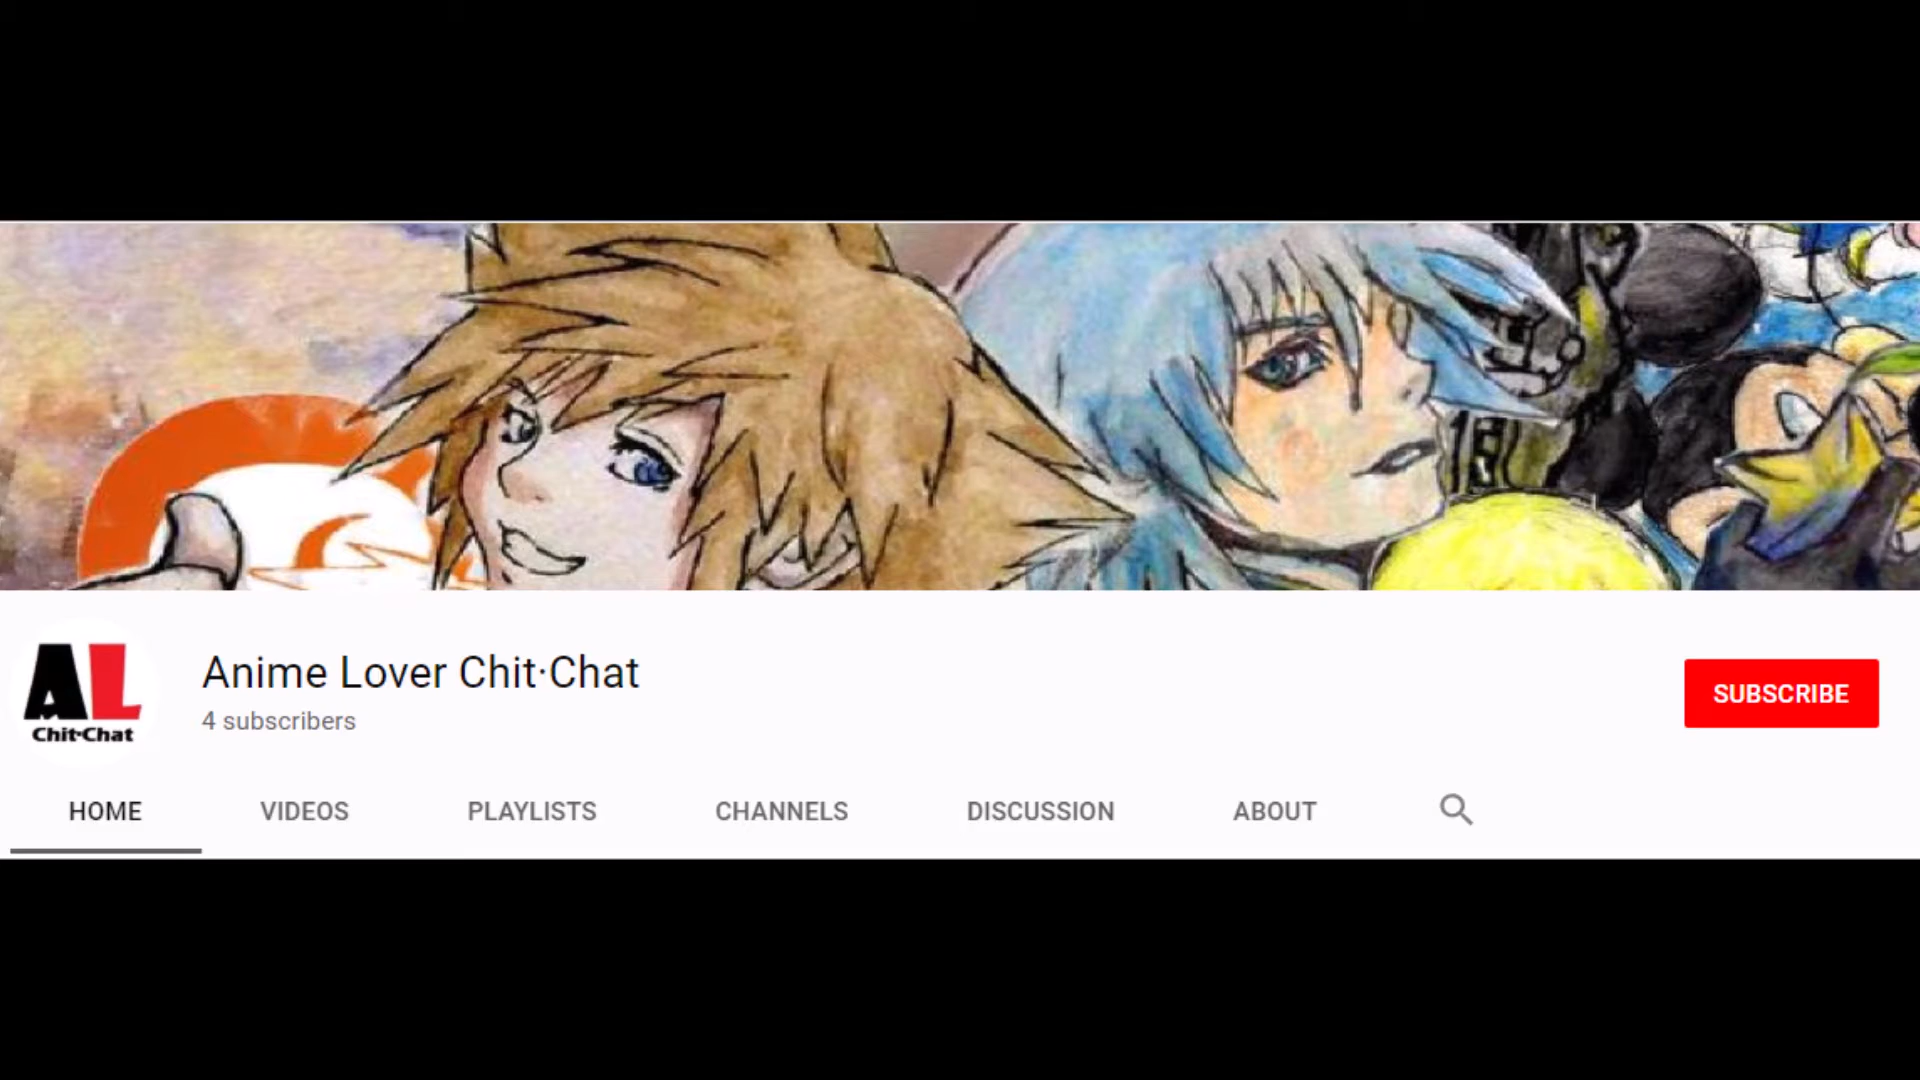 AL
Chit·Chat
Anime Lover Chit·Chat
4 subscribers
SUBSCRIBE
HOME VIDEOS PLAYLISTS CHANNELS DISCUSSION ABOUT